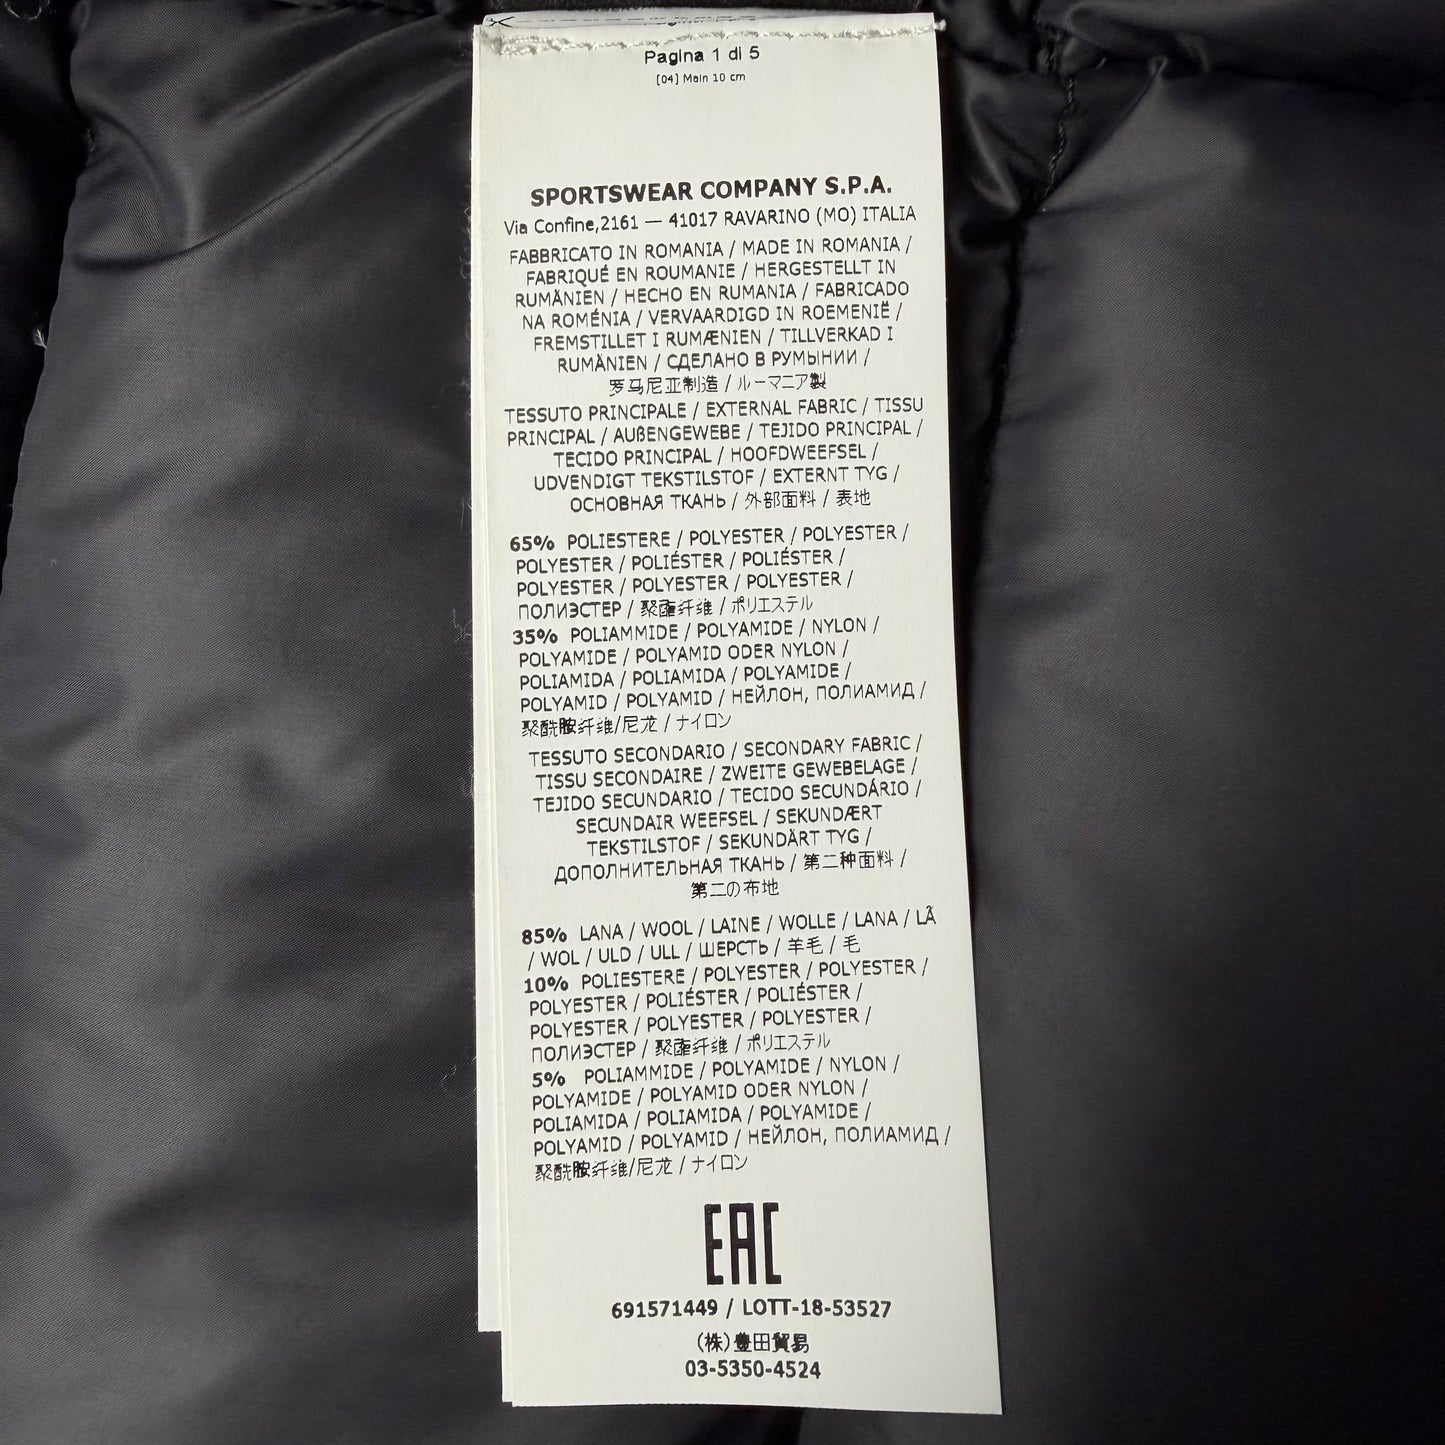 Pagina 1 di 5
[04] Main 10 cm
SPORTSWEAR COMPANY S.P.A.
Via Confine,2161 — 41017 RAVARINO (MO) ITALIA
FABBRICATO IN ROMANIA / MADE IN ROMANIA /
FABRIQUÉ EN ROUMANIE / HERGESTELLT IN
RUMÄNIEN / HECHO EN RUMANIA / FABRICADO
NA ROMÉNIA / VERVAARDIGD IN ROEMENIË /
FREMSTILLET I RUMÆNIEN / TILLVERKAD I
RUMÄNIEN / СДЕЛАНО В РУМЫНИИ /
罗马尼亚制造 / ルーマニア製
TESSUTO PRINCIPALE / EXTERNAL FABRIC / TISSU
PRINCIPAL / AUßENGEWEBE / TEJIDO PRINCIPAL /
TECIDO PRINCIPAL / HOOFDWEEFSEL /
UDVENDIGT TEKSTILSTOF / EXTERNT TYG /
ОСНОВНАЯ ТКАНЬ / 外部面料 / 表地
65% POLIESTERE / POLYESTER / POLYESTER /
POLYESTER / POLIÉSTER / POLIÉSTER /
POLYESTER / POLYESTER / POLYESTER /
ПОЛИЭСТЕР / 聚酯纤维 / ポリエステル
35% POLIAMMIDE / POLYAMIDE / NYLON /
POLYAMIDE / POLYAMID ODER NYLON /
POLIAMIDA / POLIAMIDA / POLYAMIDE /
POLYAMID / POLYAMID / НЕЙЛОН, ПОЛИАМИД /
聚酰胺纤维/尼龙 / ナイロン
TESSUTO SECONDARIO / SECONDARY FABRIC /
TISSU SECONDAIRE / ZWEITE GEWEBELAGE /
TEJIDO SECUNDARIO / TECIDO SECUNDÁRIO /
SECUNDAIR WEEFSEL / SEKUNDÆRT
TEKSTILSTOF / SEKUNDÄRT TYG /
ДОПОЛНИТЕЛЬНАЯ ТКАНЬ / 第二种面料 /
第二の布地
85% LANA / WOOL / LAINE / WOLLE / LANA / LÃ
/ WOL / ULD / ULL / ШЕРСТЬ / 羊毛 / 毛
10% POLIESTERE / POLYESTER / POLYESTER /
POLYESTER / POLIÉSTER / POLIÉSTER /
POLYESTER / POLYESTER / POLYESTER /
ПОЛИЭСТЕР / 聚酯纤维 / ポリエステル
5% POLIAMMIDE / POLYAMIDE / NYLON /
POLYAMIDE / POLYAMID ODER NYLON /
POLIAMIDA / POLIAMIDA / POLYAMIDE /
POLYAMID / POLYAMID / НЕЙЛОН, ПОЛИАМИД /
聚酰胺纤维/尼龙 / ナイロン
EAC
691571449 / LOTT-18-53527
(株)豊田貿易
03-5350-4524